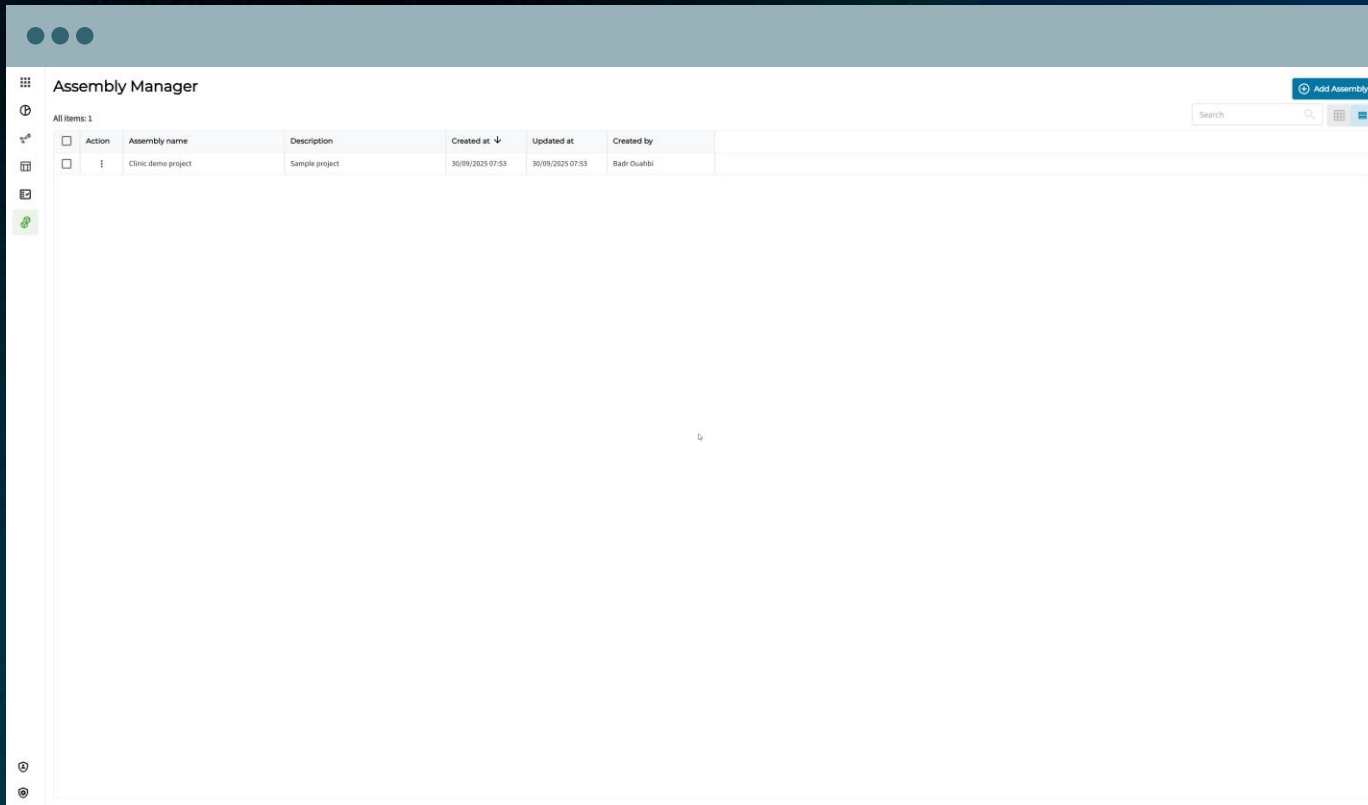 Assembly Manager
Add Assembly
All items: 1
Search
Action Assembly name Description Created at Updated at Created by
Clinic demo project Sample project 30/09/2025 07:53 30/09/2025 07:53 Badr Ouahbi